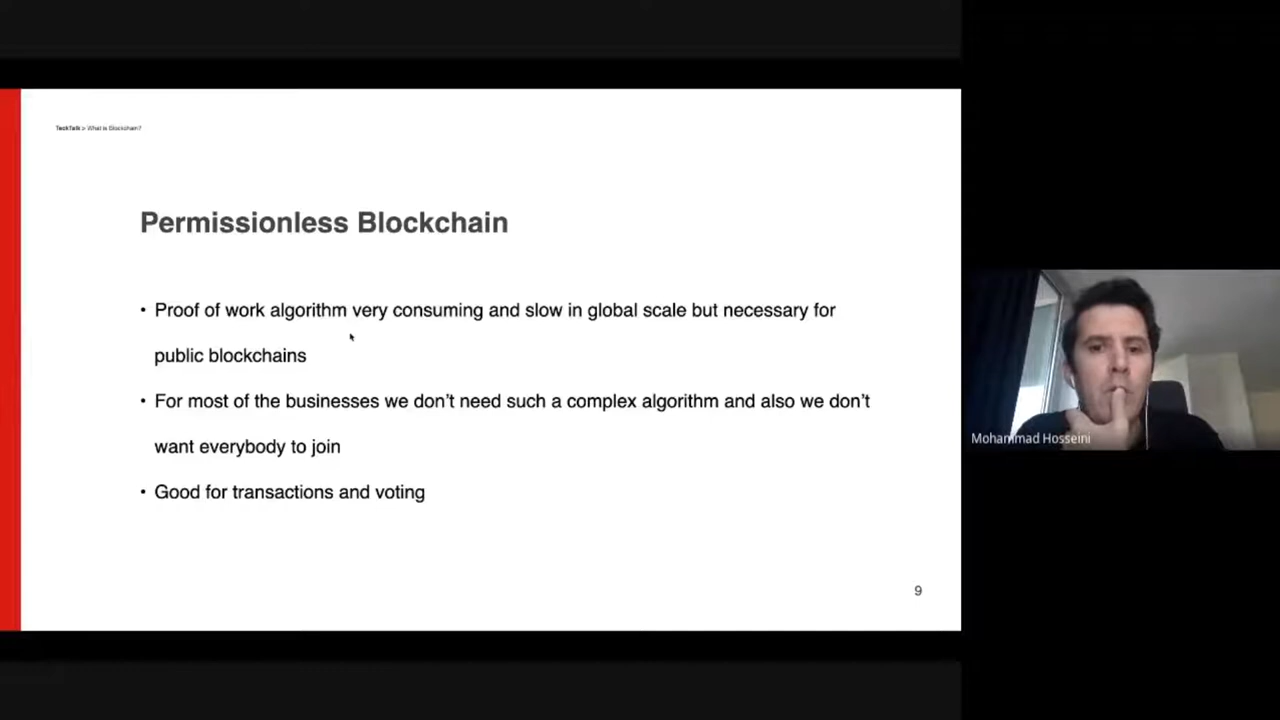 TechTalk > What is Blockchain?
Permissionless Blockchain
• Proof of work algorithm very consuming and slow in global scale but necessary for
public blockchains
• For most of the businesses we don’t need such a complex algorithm and also we don’t
want everybody to join
• Good for transactions and voting
9
Mohammad Hosseini